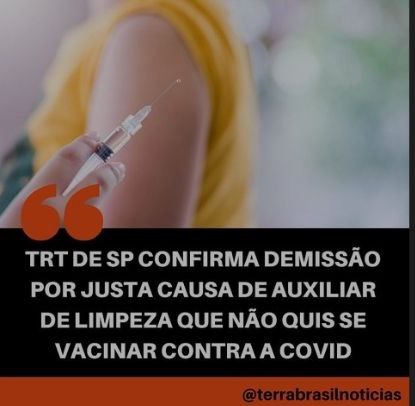 TRT DE SP CONFIRMA DEMISSÃO
POR JUSTA CAUSA DE AUXILIAR
DE LIMPEZA QUE NÃO QUIS SE
VACINAR CONTRA A COVID
@terrabrasilnoticias